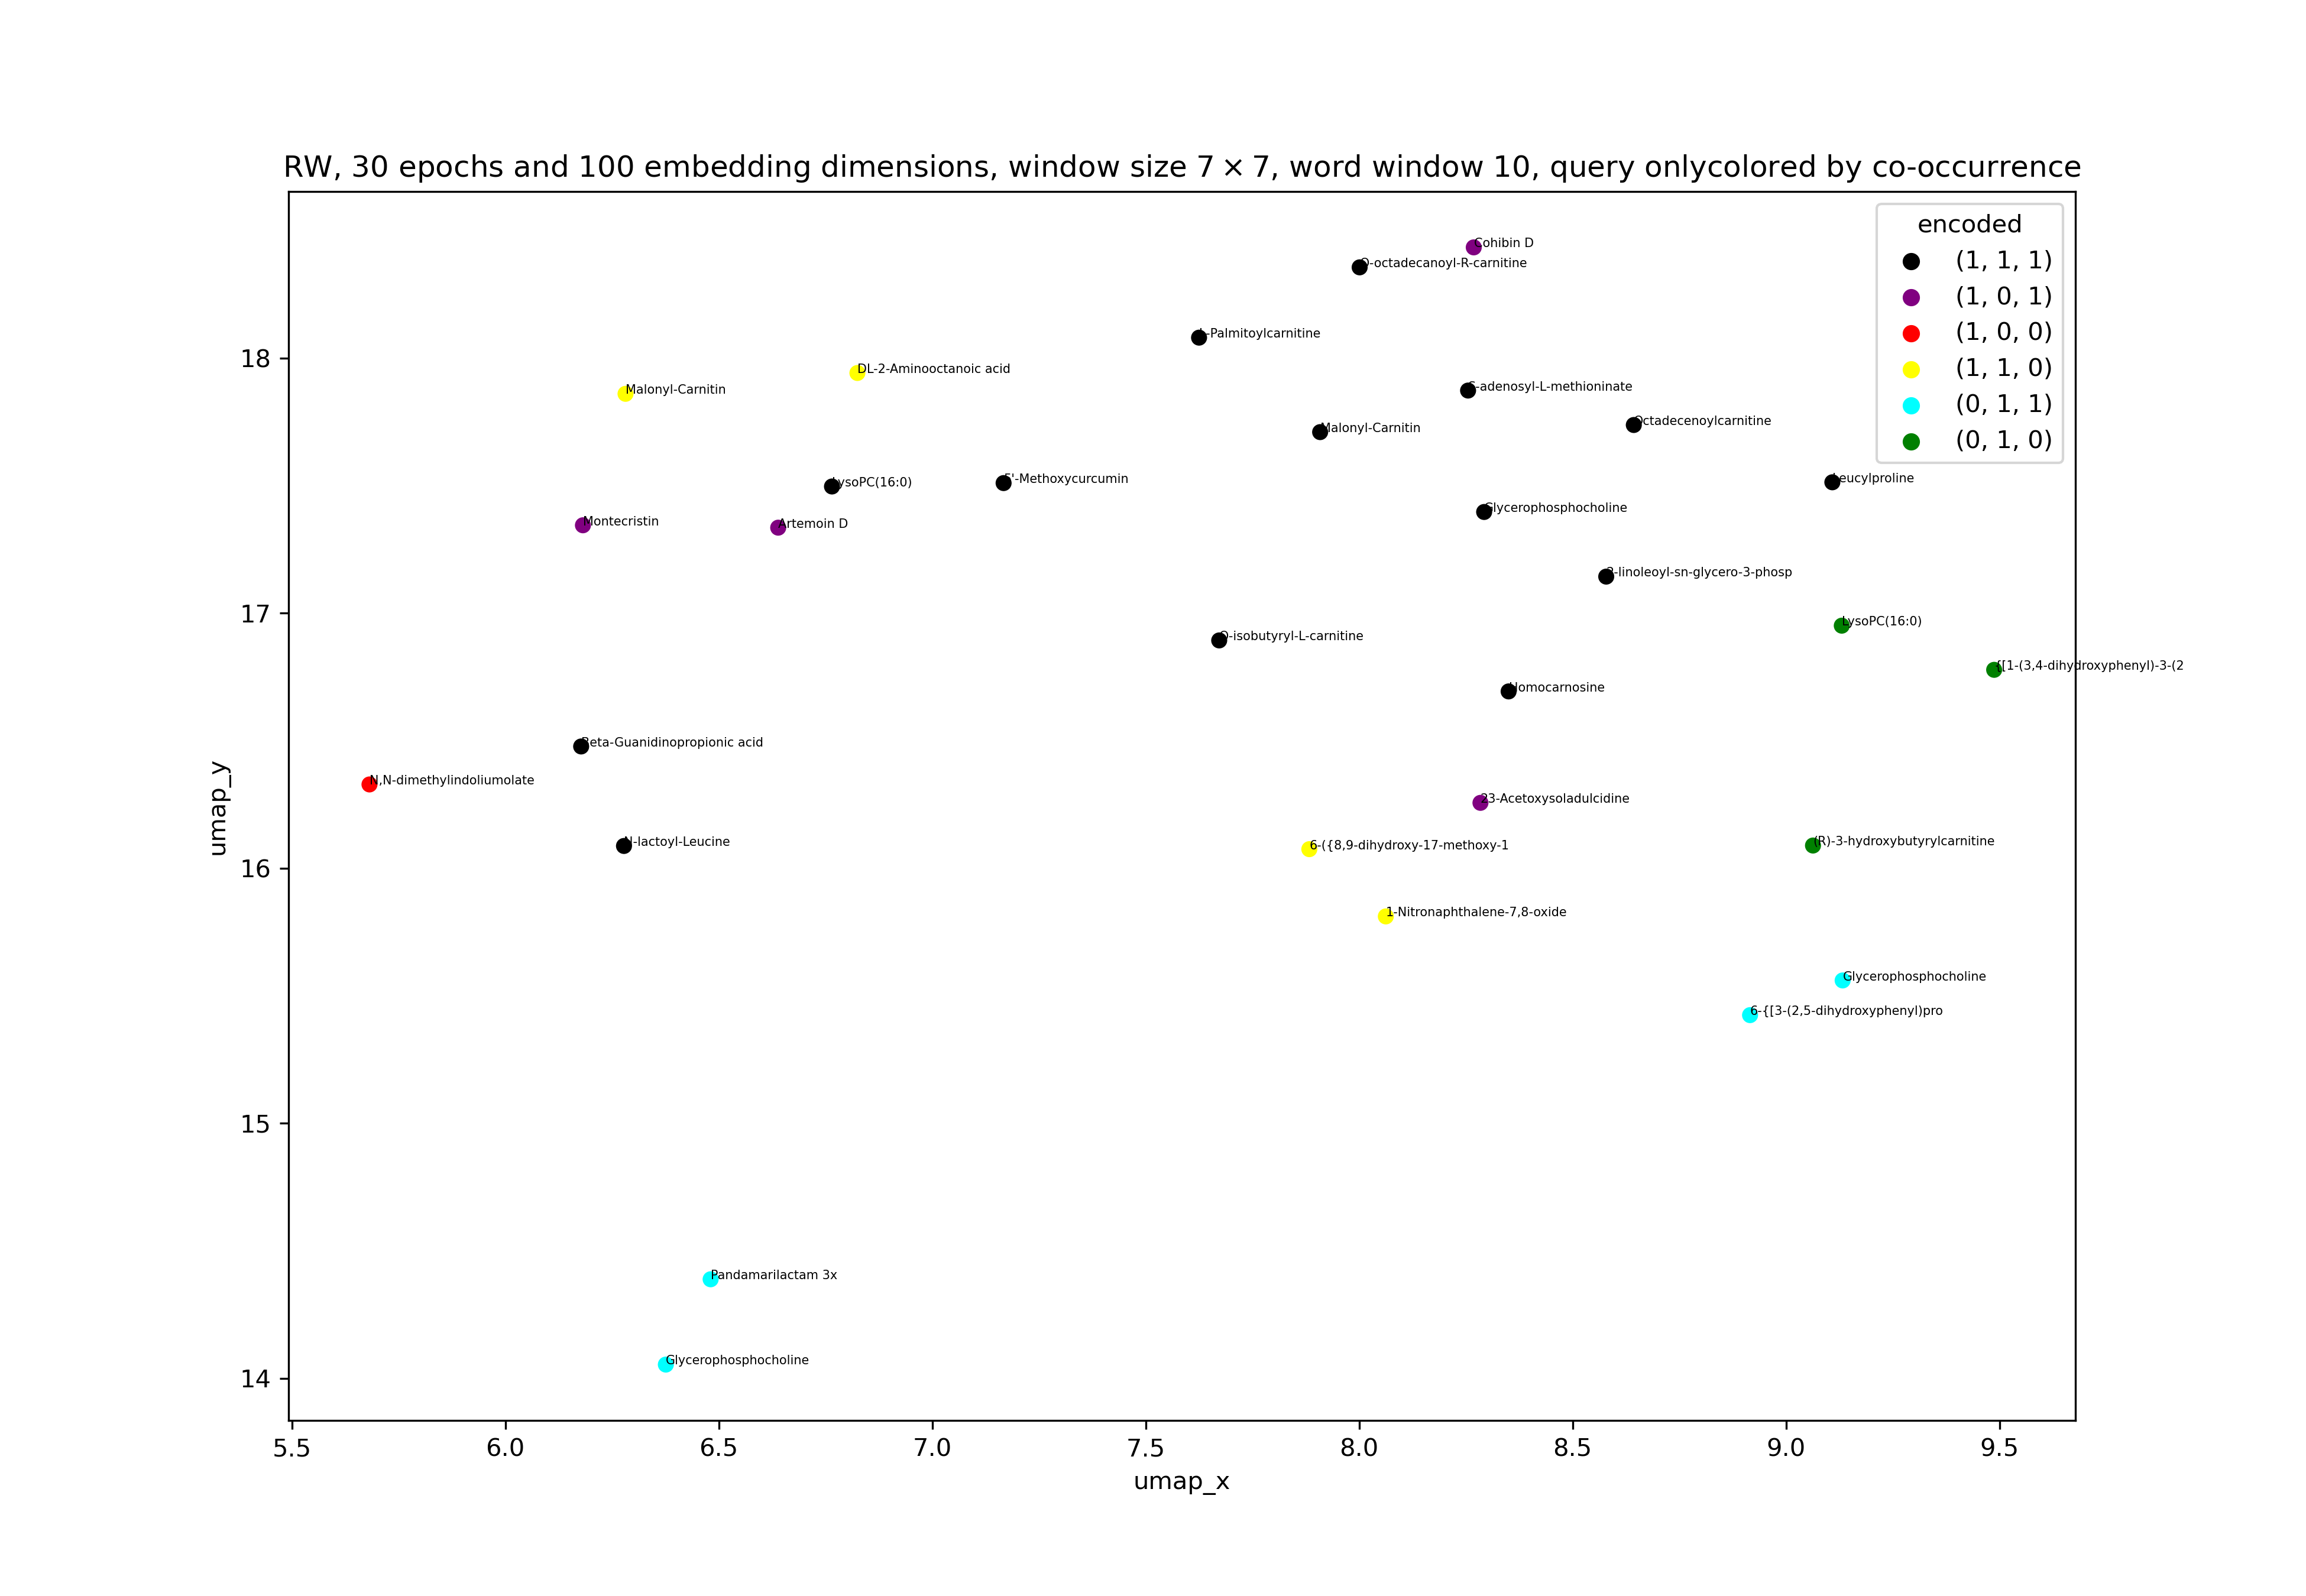 RW, 30 epochs and 100 embedding dimensions, window size 7 × 7, word window 10, query onlycolored by co-occurrence
encoded
(1, 1, 1)
(1, 0, 1)
(1, 0, 0)
(1, 1, 0)
(0, 1, 1)
(0, 1, 0)
Cohibin D
O-octadecanoyl-R-carnitine
L-Palmitoylcarnitine
DL-2-Aminooctanoic acid
Malonyl-Carnitin
S-adenosyl-L-methioninate
Octadecenoylcarnitine
Malonyl-Carnitin
LysoPC(16:0)
5'-Methoxycurcumin
Leucylproline
Glycerophosphocholine
Montecristin
Artemoin D
2-linoleoyl-sn-glycero-3-phosp
LysoPC(16:0)
O-isobutyryl-L-carnitine
{[1-(3,4-dihydroxyphenyl)-3-(2
Homocarnosine
Beta-Guanidinopropionic acid
N,N-dimethylindoliumolate
23-Acetoxysoladulcidine
N-lactoyl-Leucine
6-({8,9-dihydroxy-17-methoxy-1
(R)-3-hydroxybutyrylcarnitine
1-Nitronaphthalene-7,8-oxide
Glycerophosphocholine
6-{[3-(2,5-dihydroxyphenyl)pro
Pandamarilactam 3x
Glycerophosphocholine
18
17
16
15
14
umap_y
5.5
6.0
6.5
7.0
7.5
8.0
8.5
9.0
9.5
umap_x